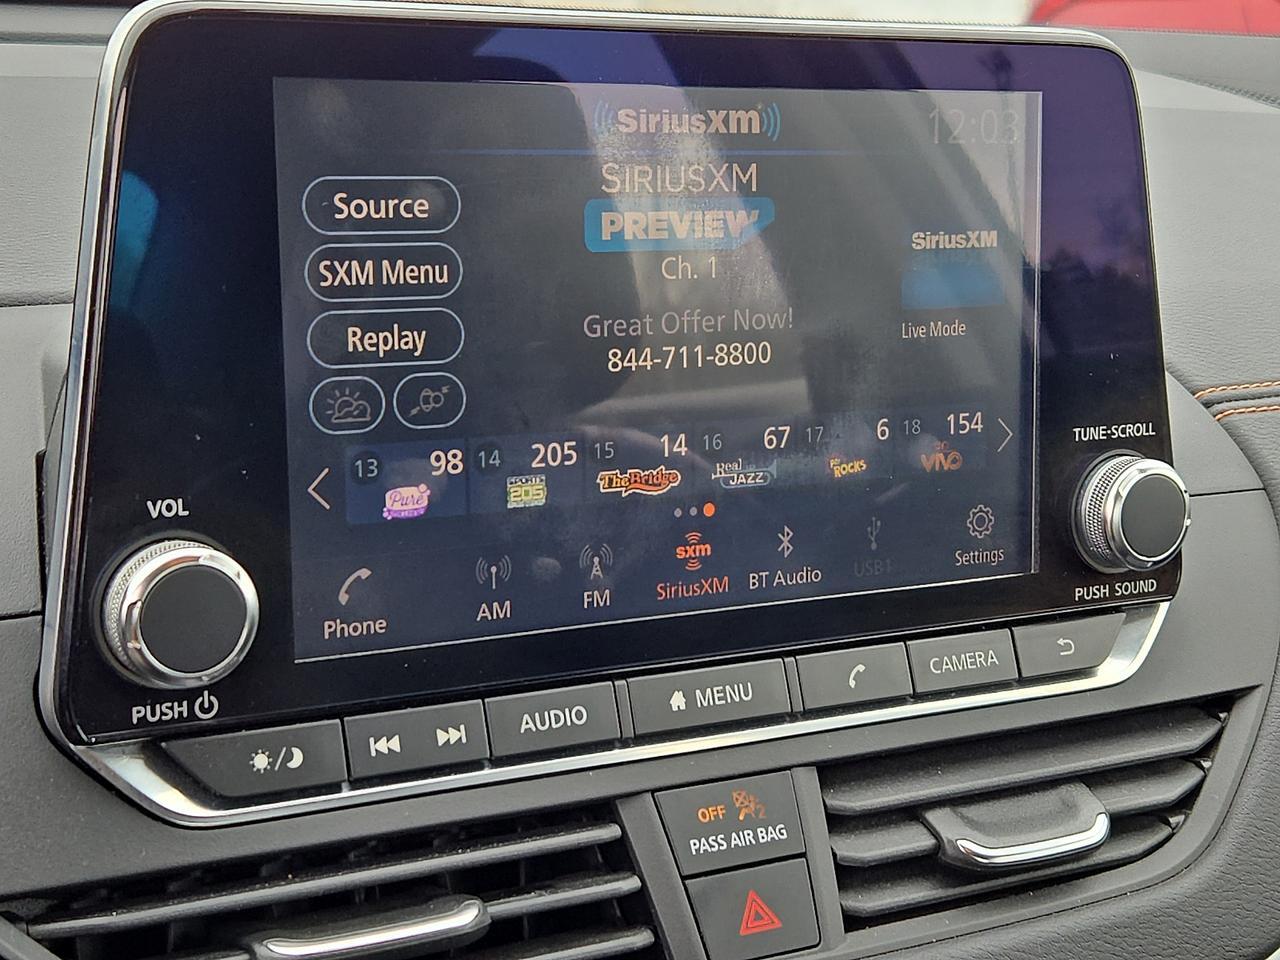 SiriusXM
12:03
SIRIUSXM
PREVIEW
Ch. 1
Great Offer Now!
844-711-8800
Source
SXM Menu
Replay
SiriusXM
Live Mode
13 98
Pure
14 205
SPORTS
205
15 14
The Bridge
16 67
Real
JAZZ
17 6
ROCKS
18 154
VIVO
Phone
AM
FM
sxm
SiriusXM
BT Audio
USB1
Settings
VOL
PUSH
TUNE·SCROLL
PUSH SOUND
AUDIO
MENU
CAMERA
OFF 2
PASS AIR BAG